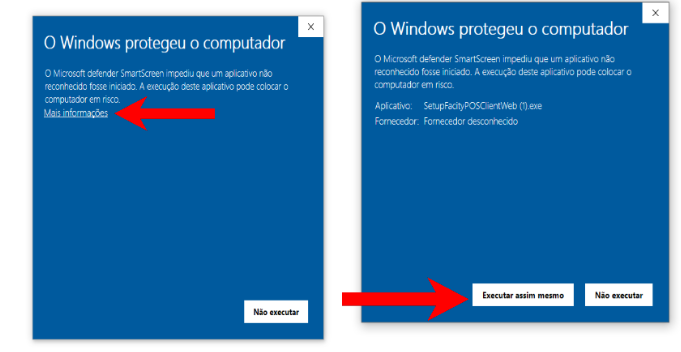 X
O Windows protegeu o computador
O Microsoft defender SmartScreen impediu que um aplicativo não
reconhecido fosse iniciado. A execução deste aplicativo pode colocar o
computador em risco.
Mais informações
Não executar
X
O Windows protegeu o computador
O Microsoft defender SmartScreen impediu que um aplicativo não
reconhecido fosse iniciado. A execução deste aplicativo pode colocar o
computador em risco.
Aplicativo: SetupFacityPOSClientWeb (1).exe
Fornecedor: Fornecedor desconhecido
Executar assim mesmo
Não executar